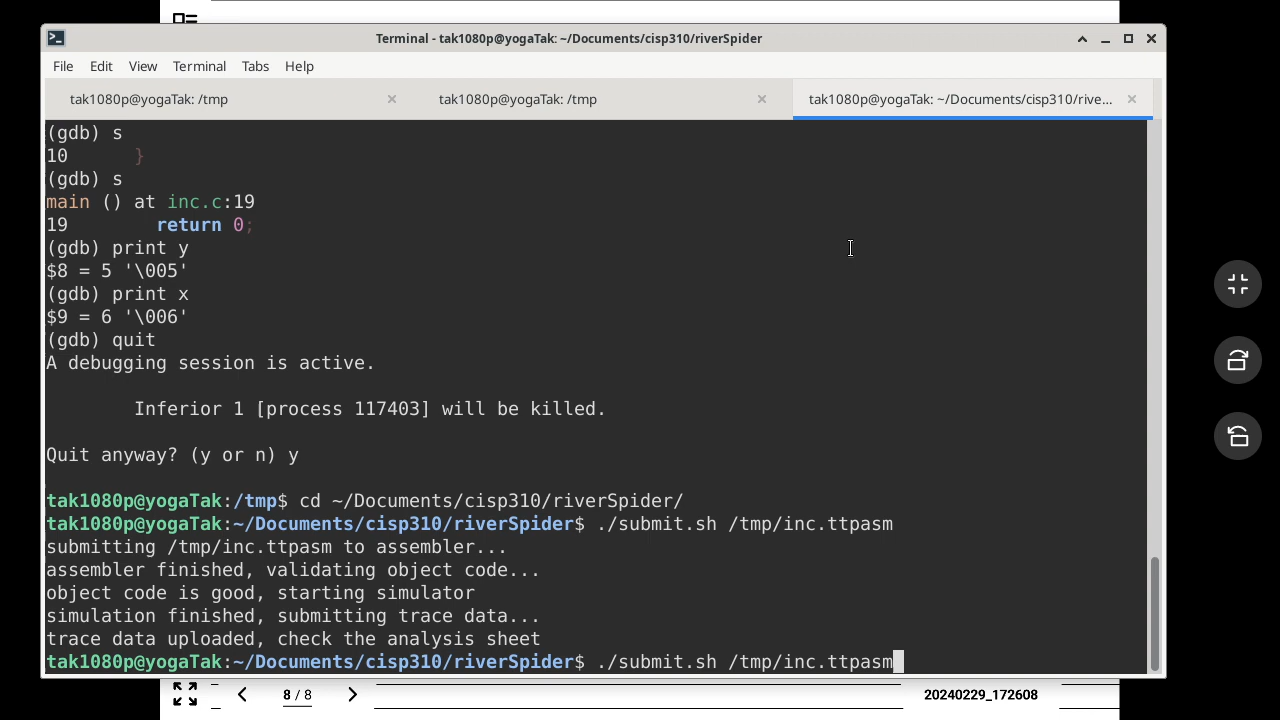 Terminal - tak1080p@yogaTak: ~/Documents/cisp310/riverSpider
File Edit View Terminal Tabs Help
tak1080p@yogaTak: /tmp
tak1080p@yogaTak: /tmp
tak1080p@yogaTak: ~/Documents/cisp310/rive...
(gdb) s
10      }
(gdb) s
main () at inc.c:19
19        return 0;
(gdb) print y
$8 = 5 '\005'
(gdb) print x
$9 = 6 '\006'
(gdb) quit
A debugging session is active.
        Inferior 1 [process 117403] will be killed.
Quit anyway? (y or n) y
tak1080p@yogaTak:/tmp$ cd ~/Documents/cisp310/riverSpider/
tak1080p@yogaTak:~/Documents/cisp310/riverSpider$ ./submit.sh /tmp/inc.ttpasm
submitting /tmp/inc.ttpasm to assembler...
assembler finished, validating object code...
object code is good, starting simulator
simulation finished, submitting trace data...
trace data uploaded, check the analysis sheet
tak1080p@yogaTak:~/Documents/cisp310/riverSpider$ ./submit.sh /tmp/inc.ttpasm
8 / 8
20240229_172608